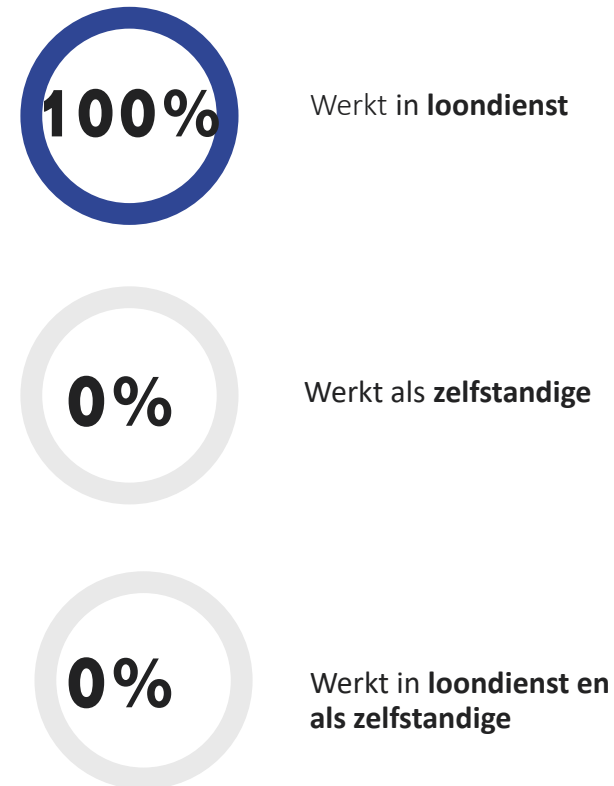 100%
Werkt in loondienst
0%
Werkt als zelfstandige
0%
Werkt in loondienst en
als zelfstandige